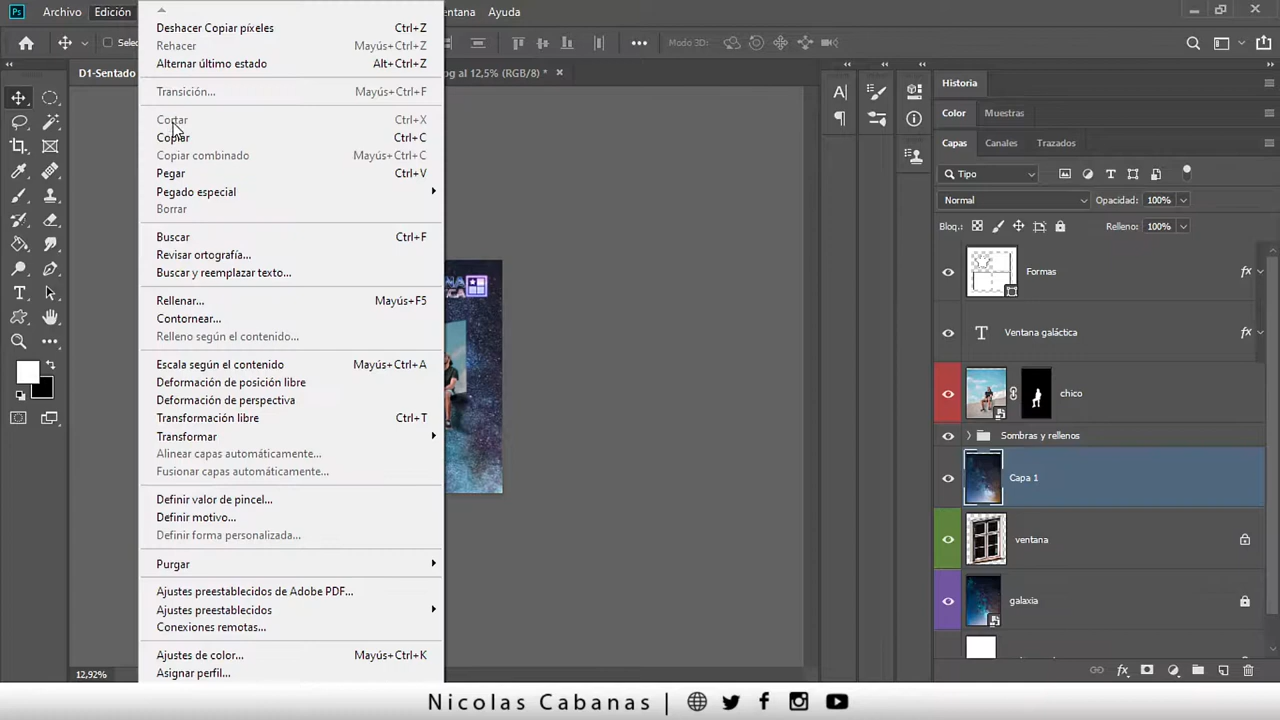 Archivo Edición entana Ayuda
Selec Modo 3D:
D1-Sentado og al 12,5% (RGB/8) *
Deshacer Copiar píxeles Ctrl+Z
Rehacer Mayús+Ctrl+Z
Alternar último estado Alt+Ctrl+Z
Transición... Mayús+Ctrl+F
Cortar Ctrl+X
Copiar Ctrl+C
Copiar combinado Mayús+Ctrl+C
Pegar Ctrl+V
Pegado especial
Borrar
Buscar Ctrl+F
Revisar ortografía...
Buscar y reemplazar texto...
Rellenar... Mayús+F5
Contornear...
Relleno según el contenido...
Escala según el contenido Mayús+Ctrl+A
Deformación de posición libre
Deformación de perspectiva
Transformación libre Ctrl+T
Transformar
Alinear capas automáticamente...
Fusionar capas automáticamente...
Definir valor de pincel...
Definir motivo...
Definir forma personalizada...
Purgar
Ajustes preestablecidos de Adobe PDF...
Ajustes preestablecidos
Conexiones remotas...
Ajustes de color... Mayús+Ctrl+K
Asignar perfil...
Historia
Color Muestras
Capas Canales Trazados
Tipo
Normal Opacidad: 100%
Bloq.: Relleno: 100%
Formas fx
Ventana galáctica fx
chico
Sombras y rellenos
Capa 1
ventana
galaxia
12,92%
Nicolas Cabanas |